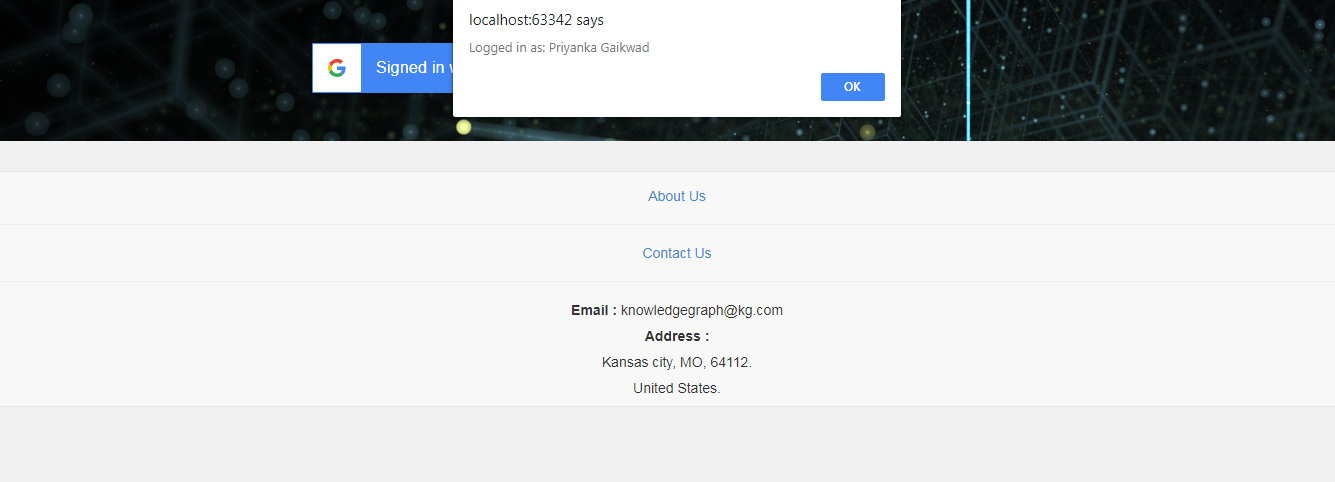 localhost:63342 says
Logged in as: Priyanka Gaikwad
OK
Signed in
About Us
Contact Us
Email : knowledgegraph@kg.com
Address :
Kansas city, MO, 64112.
United States.